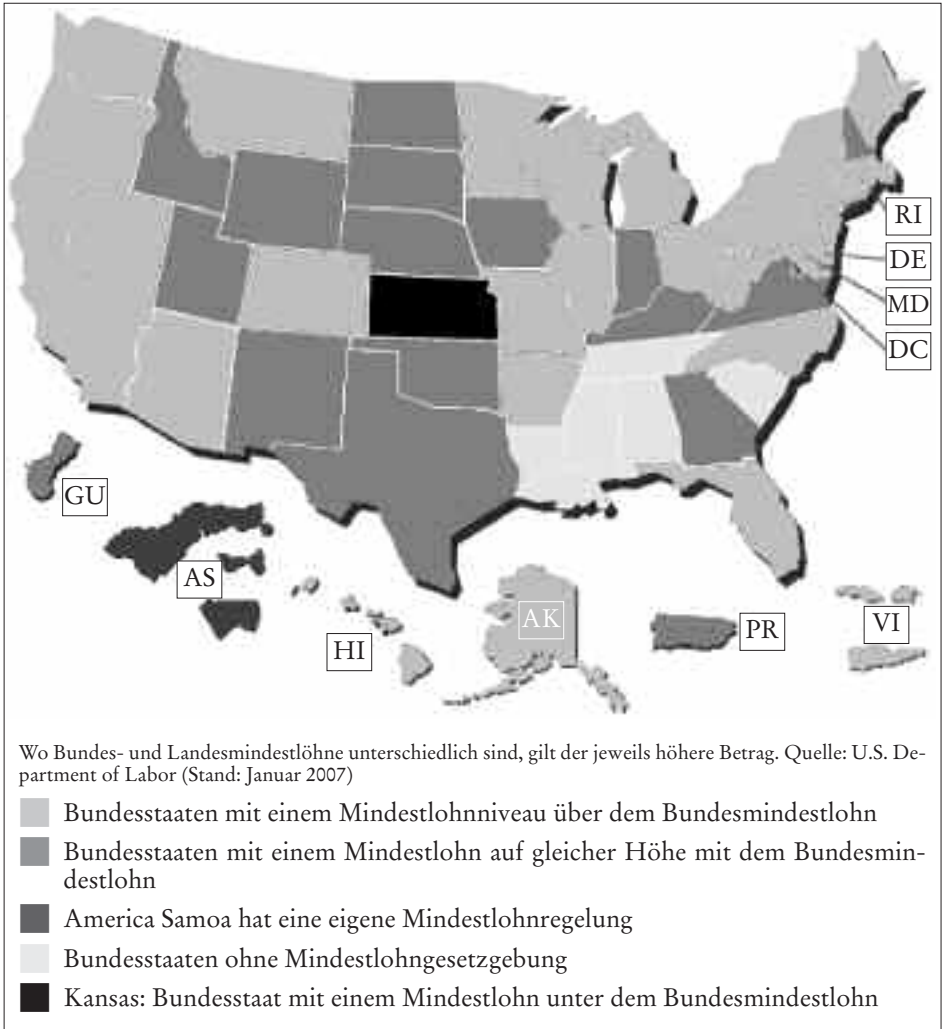 RI
DE
MD
DC
GU
AS
HI
AK
PR
VI
Wo Bundes- und Landesmindestlöhne unterschiedlich sind, gilt der jeweils höhere Betrag. Quelle: U.S. De-
partment of Labor (Stand: Januar 2007)
Bundesstaaten mit einem Mindestlohnniveau über dem Bundesmindestlohn
Bundesstaaten mit einem Mindestlohn auf gleicher Höhe mit dem Bundesmin-
destlohn
America Samoa hat eine eigene Mindestlohnregelung
Bundesstaaten ohne Mindestlohngesetzgebung
Kansas: Bundesstaat mit einem Mindestlohn unter dem Bundesmindestlohn